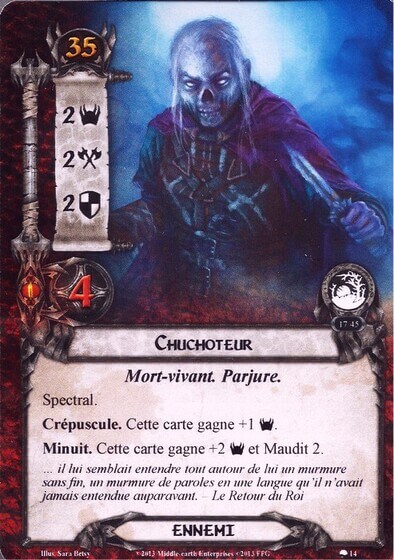 35
2
2
2
4
17-45
Chuchoteur
Mort-vivant. Parjure.
Spectral.
Crépuscule. Cette carte gagne +1 .
Minuit. Cette carte gagne +2 et Maudit 2.
... il lui semblait entendre tout autour de lui un murmure
sans fin, un murmure de paroles en une langue qu'il n'avait
jamais entendue auparavant. – Le Retour du Roi
ENNEMI
Illus. Sara Betsy
© 2013 Middle-earth Enterprises © 2013 FFG
14